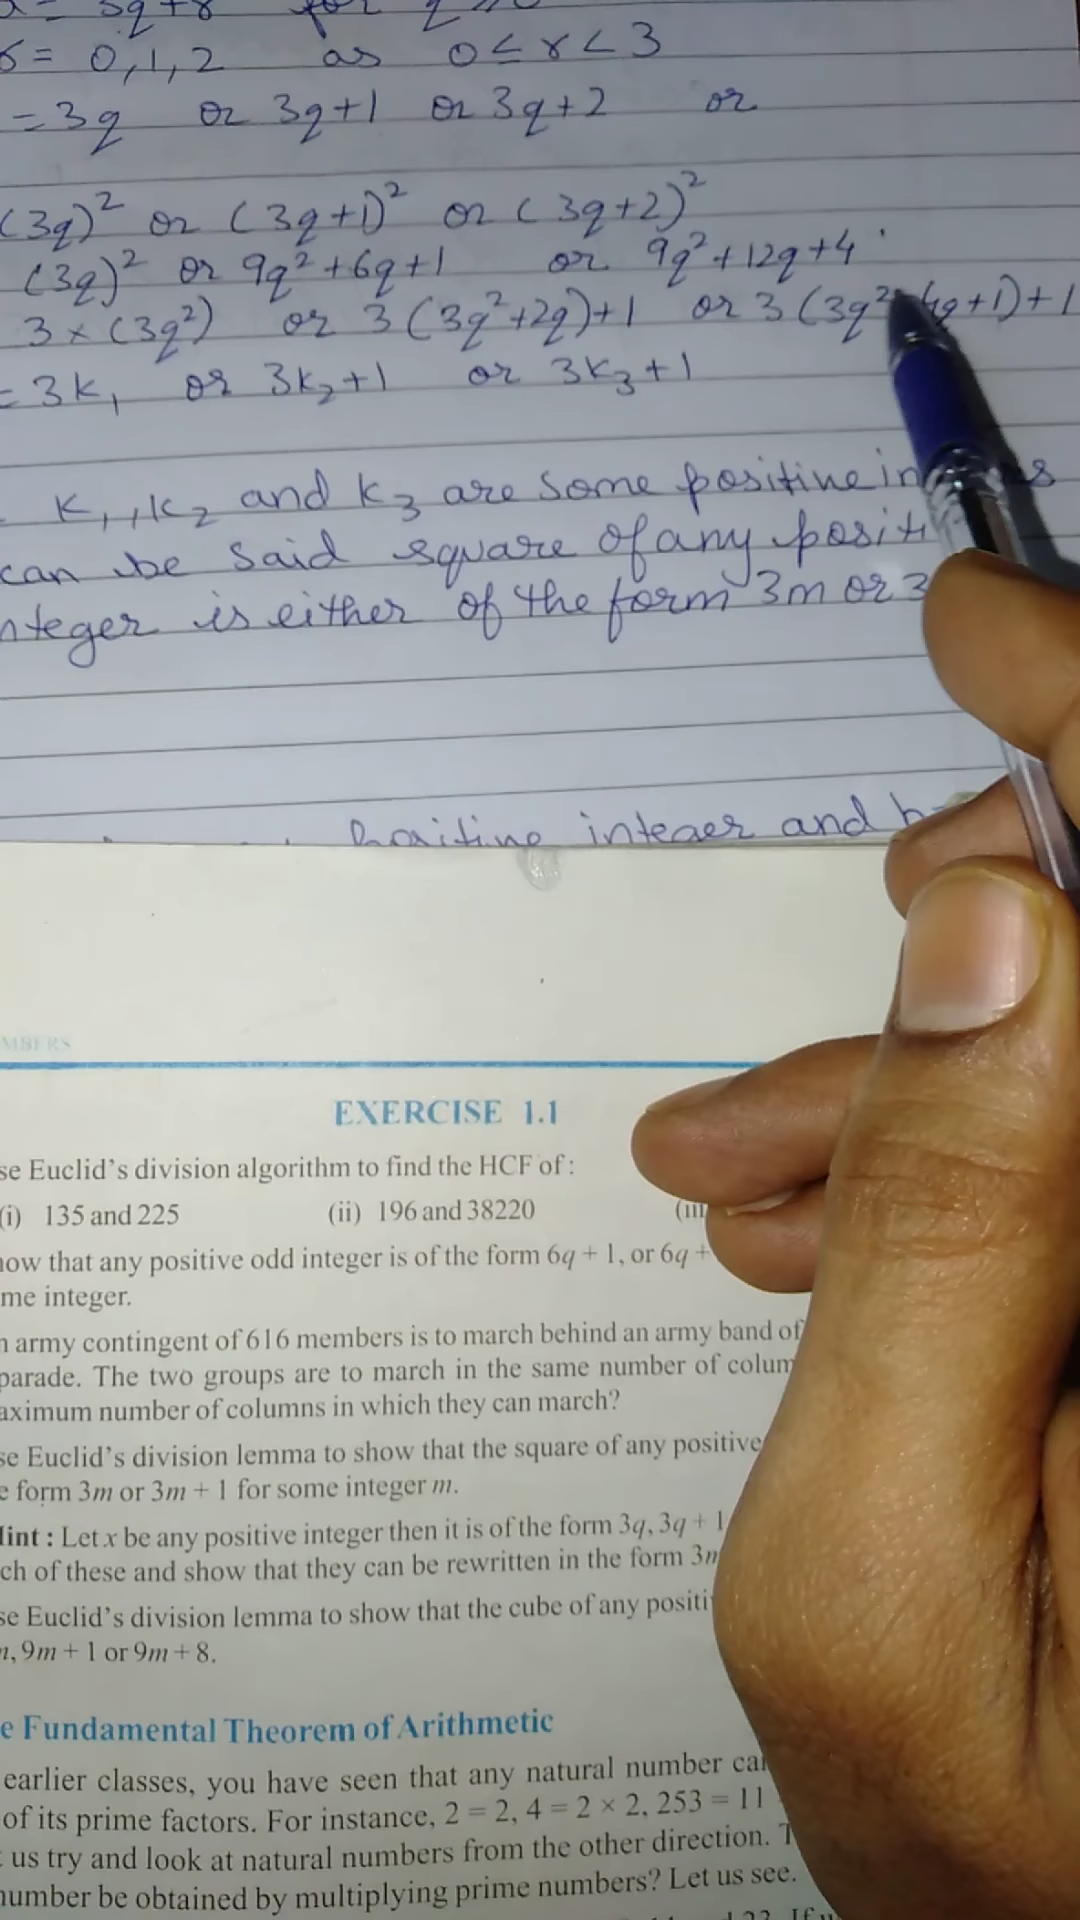 = 3q+r for q
r = 0, 1, 2 as 0 ≤ r < 3
= 3q or 3q+1 or 3q+2 or
(3q)² or (3q+1)² or (3q+2)²
(3q)² or 9q²+6q+1 or 9q²+12q+4
3×(3q²) or 3(3q²+2q)+1 or 3(3q² q+1)+1
= 3k₁ or 3k₂+1 or 3k₃+1
k₁, k₂ and k₃ are some positive in
can be said square of any positi
nteger is either of the form 3m or 3
Positive integer and b
MBERS
EXERCISE 1.1
se Euclid's division algorithm to find the HCF of :
(i) 135 and 225 (ii) 196 and 38220 (iii
how that any positive odd integer is of the form 6q + 1, or 6q +
me integer.
n army contingent of 616 members is to march behind an army band of
parade. The two groups are to march in the same number of colum
aximum number of columns in which they can march?
se Euclid's division lemma to show that the square of any positive
e form 3m or 3m + 1 for some integer m.
Hint : Let x be any positive integer then it is of the form 3q, 3q + 1
ch of these and show that they can be rewritten in the form 3m
se Euclid's division lemma to show that the cube of any positi
m, 9m + 1 or 9m + 8.
e Fundamental Theorem of Arithmetic
earlier classes, you have seen that any natural number ca
of its prime factors. For instance, 2 = 2, 4 = 2 × 2, 253 = 11
us try and look at natural numbers from the other direction. T
number be obtained by multiplying prime numbers? Let us see.